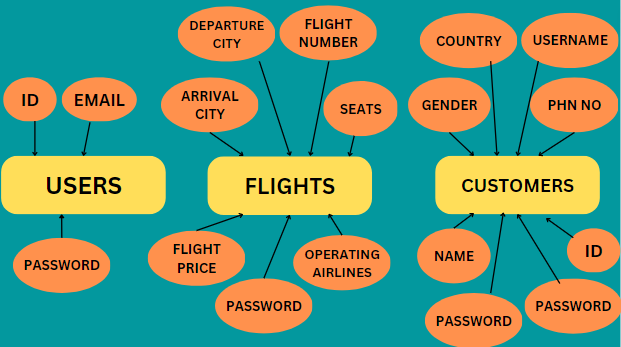 DEPARTURE
CITY
FLIGHT
NUMBER
COUNTRY
USERNAME
ID
EMAIL
ARRIVAL
CITY
SEATS
GENDER
PHN NO
USERS
FLIGHTS
CUSTOMERS
PASSWORD
FLIGHT
PRICE
OPERATING
AIRLINES
NAME
ID
PASSWORD
PASSWORD
PASSWORD